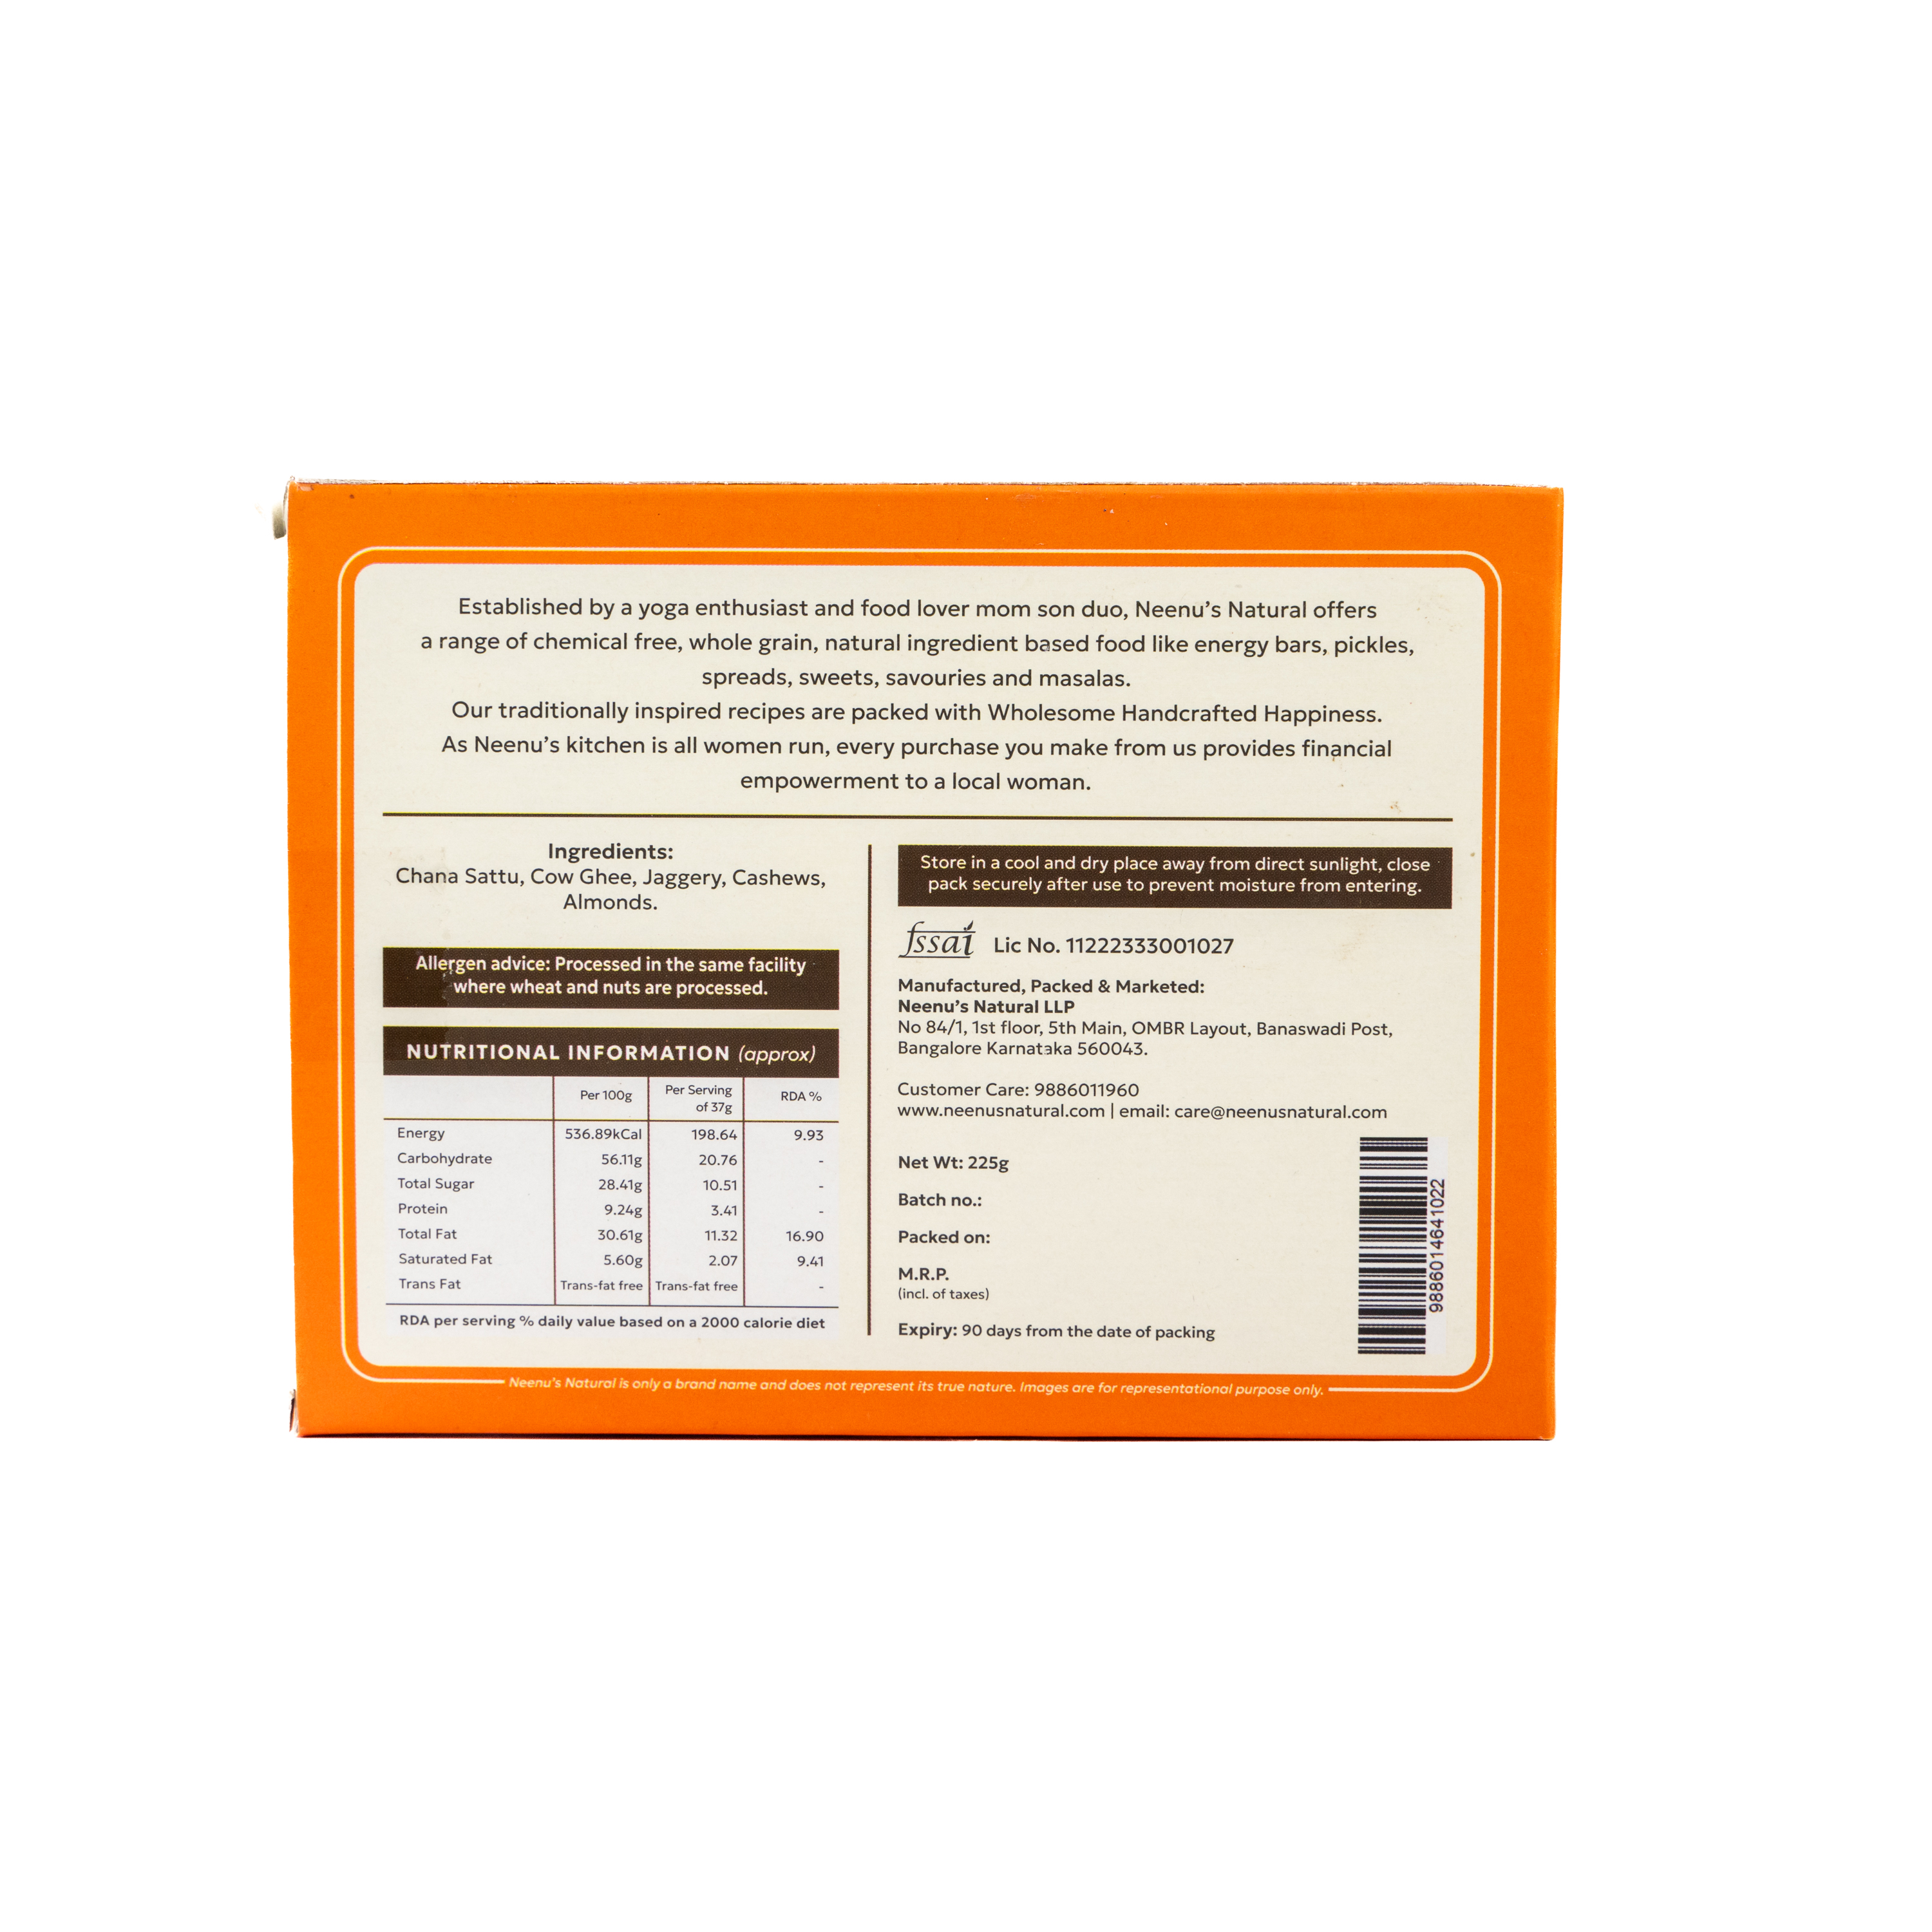 Established by a yoga enthusiast and food lover mom son duo, Neenu's Natural offers
a range of chemical free, whole grain, natural ingredient based food like energy bars, pickles,
spreads, sweets, savouries and masalas.
Our traditionally inspired recipes are packed with Wholesome Handcrafted Happiness.
As Neenu's kitchen is all women run, every purchase you make from us provides financial
empowerment to a local woman.
Ingredients:
Chana Sattu, Cow Ghee, Jaggery, Cashews,
Almonds.
Allergen advice: Processed in the same facility
where wheat and nuts are processed.
NUTRITIONAL INFORMATION (approx)
Per 100g Per Serving of 37g RDA %
Energy 536.89kCal 198.64 9.93
Carbohydrate 56.11g 20.76 -
Total Sugar 28.41g 10.51 -
Protein 9.24g 3.41 -
Total Fat 30.61g 11.32 16.90
Saturated Fat 5.60g 2.07 9.41
Trans Fat Trans-fat free Trans-fat free -
RDA per serving % daily value based on a 2000 calorie diet
Store in a cool and dry place away from direct sunlight, close
pack securely after use to prevent moisture from entering.
fssai Lic No. 11222333001027
Manufactured, Packed & Marketed:
Neenu's Natural LLP
No 84/1, 1st floor, 5th Main, OMBR Layout, Banaswadi Post,
Bangalore Karnataka 560043.
Customer Care: 9886011960
www.neenusnatural.com | email: care@neenusnatural.com
Net Wt: 225g
Batch no.:
Packed on:
M.R.P.
(incl. of taxes)
Expiry: 90 days from the date of packing
9886014641022
Neenu's Natural is only a brand name and does not represent its true nature. Images are for representational purpose only.